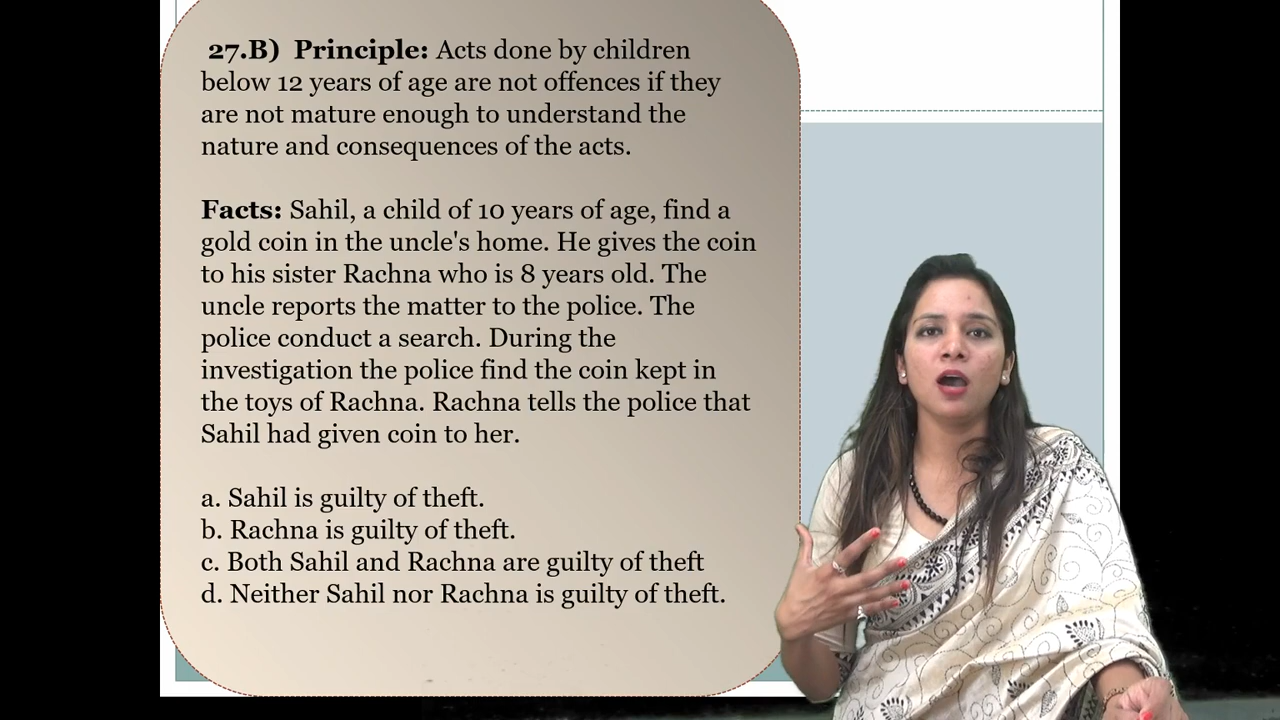 27.B) Principle: Acts done by children
below 12 years of age are not offences if they
are not mature enough to understand the
nature and consequences of the acts.
Facts: Sahil, a child of 10 years of age, find a
gold coin in the uncle's home. He gives the coin
to his sister Rachna who is 8 years old. The
uncle reports the matter to the police. The
police conduct a search. During the
investigation the police find the coin kept in
the toys of Rachna. Rachna tells the police that
Sahil had given coin to her.
a. Sahil is guilty of theft.
b. Rachna is guilty of theft.
c. Both Sahil and Rachna are guilty of theft
d. Neither Sahil nor Rachna is guilty of theft.